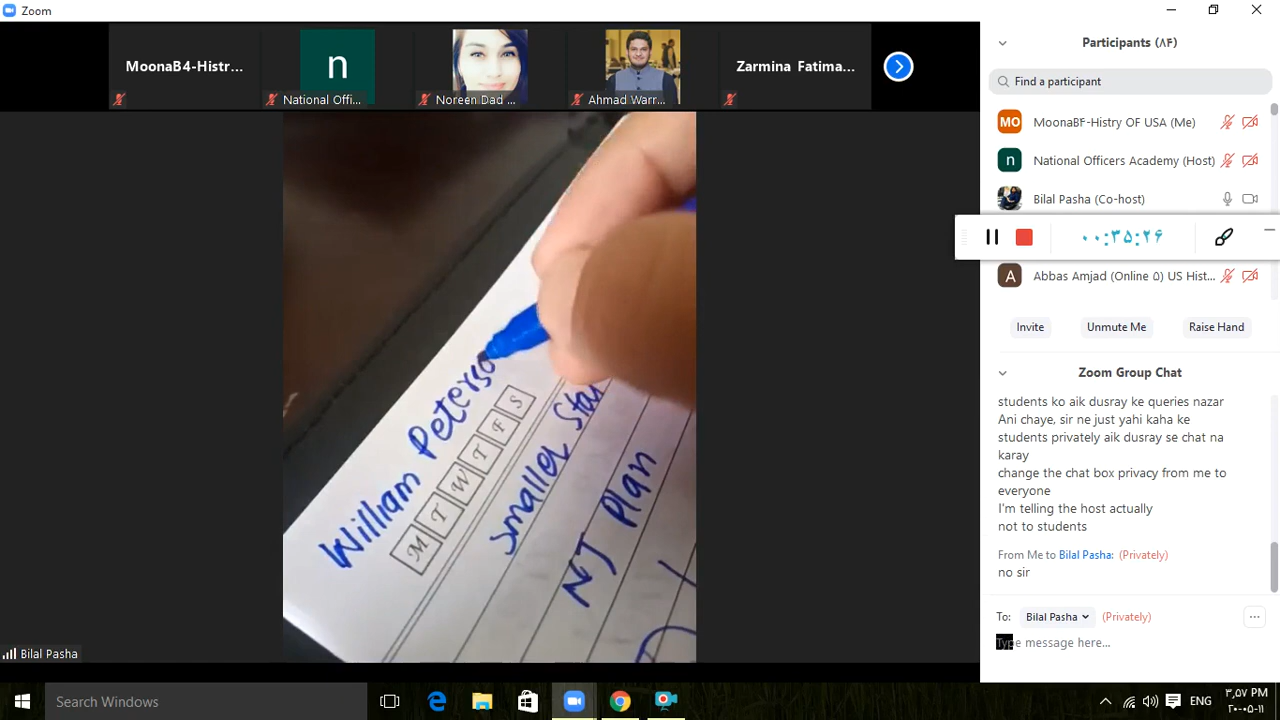 Zoom
MoonaB4-Histr...
n
National Offi...
Noreen Dad ...
Ahmad Warr...
Zarmina Fatima...
William Peterso
M T W T F S
Smaller Sta
NJ Plan
Bilal Pasha
Participants (۸۴)
Find a participant
MO
MoonaB۴-Histry OF USA (Me)
n
National Officers Academy (Host)
Bilal Pasha (Co-host)
۰۰:۳۵:۲۶
A
Abbas Amjad (Online ۵) US Hist...
Invite
Unmute Me
Raise Hand
Zoom Group Chat
students ko aik dusray ke queries nazar
Ani chaye, sir ne just yahi kaha ke
students privately aik dusray se chat na
karay
change the chat box privacy from me to
everyone
I'm telling the host actually
not to students
From Me to Bilal Pasha: (Privately)
no sir
To: Bilal Pasha (Privately)
Type message here...
Search Windows
ENG
۳,۵۷ PM
۲۰۰-۰۵-۱۱